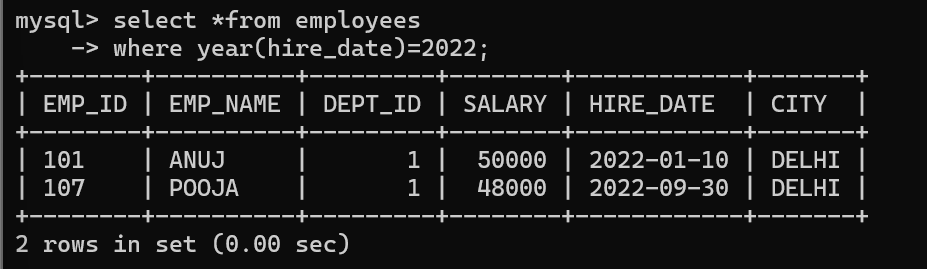 mysql> select *from employees
    -> where year(hire_date)=2022;
+--------+----------+---------+--------+------------+-------+
| EMP_ID | EMP_NAME | DEPT_ID | SALARY | HIRE_DATE  | CITY  |
+--------+----------+---------+--------+------------+-------+
| 101    | ANUJ     |       1 |  50000 | 2022-01-10 | DELHI |
| 107    | POOJA    |       1 |  48000 | 2022-09-30 | DELHI |
+--------+----------+---------+--------+------------+-------+
2 rows in set (0.00 sec)